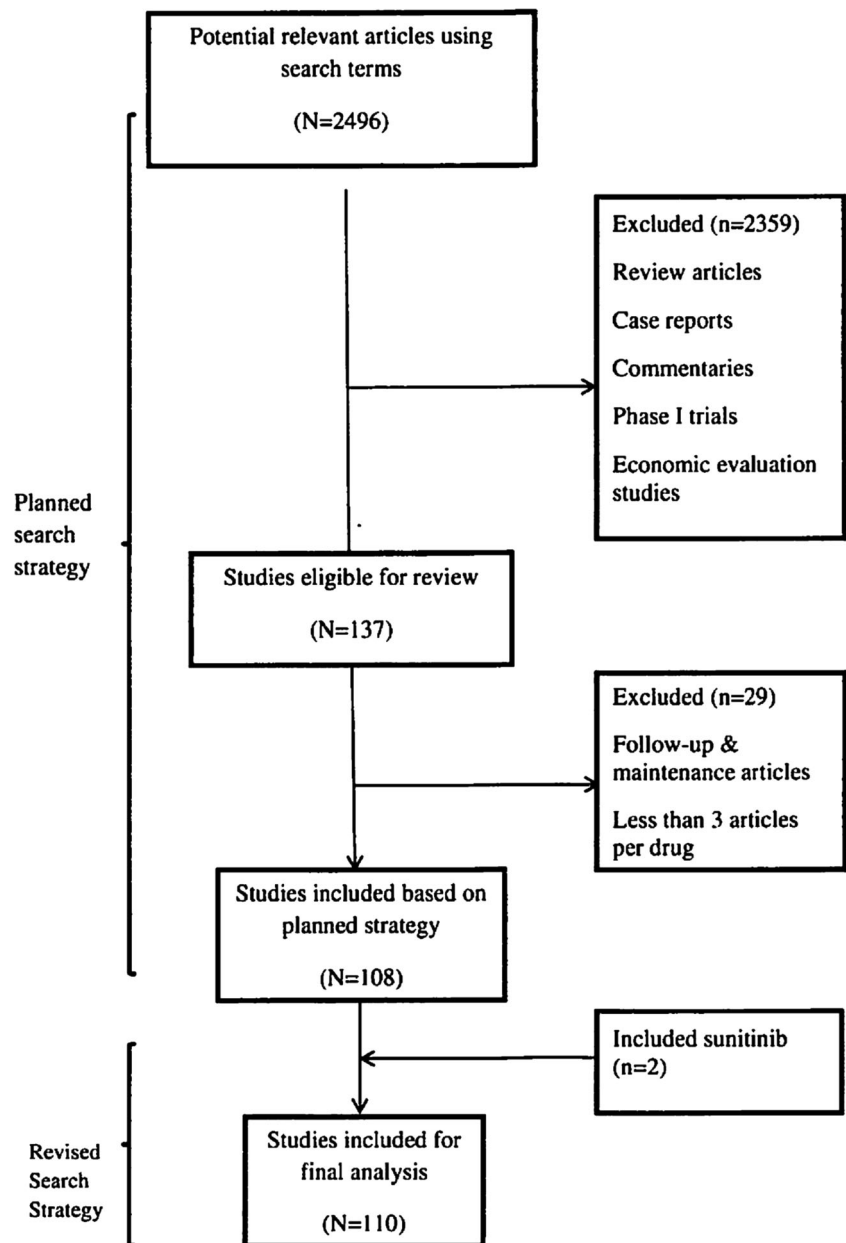 Potential relevant articles using
search terms
(N=2496)
Excluded (n=2359)
Review articles
Case reports
Commentaries
Phase I trials
Economic evaluation
studies
Planned
search
strategy
Studies eligible for review
(N=137)
Excluded (n=29)
Follow-up &
maintenance articles
Less than 3 articles
per drug
Studies included based on
planned strategy
(N=108)
Included sunitinib
(n=2)
Revised
Search
Strategy
Studies included for
final analysis
(N=110)